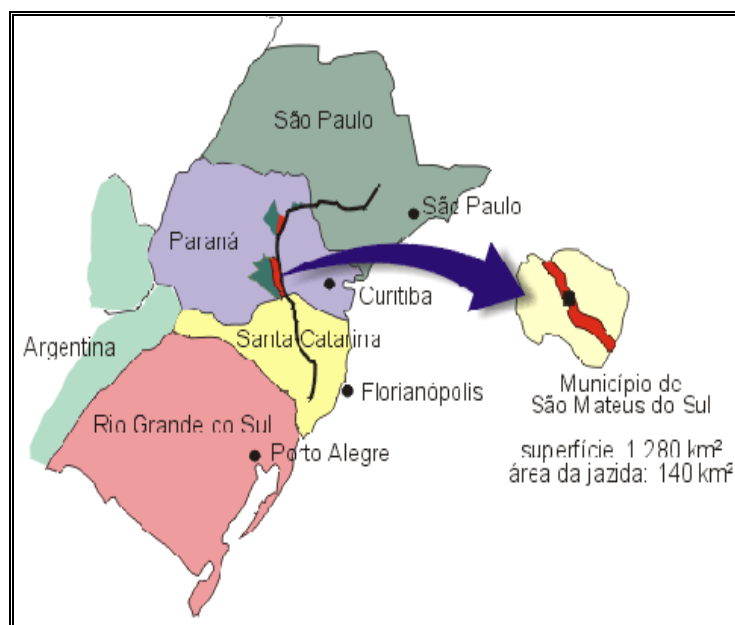 São Paulo
São Paulo
Paraná
Curitiba
Santa Catarina
Argentina
Florianópolis
Rio Grande co Sul
Porto Alegre
Município de
São Mateus do Sul
superfície: 1 280 km²
área da jazida: 140 km²